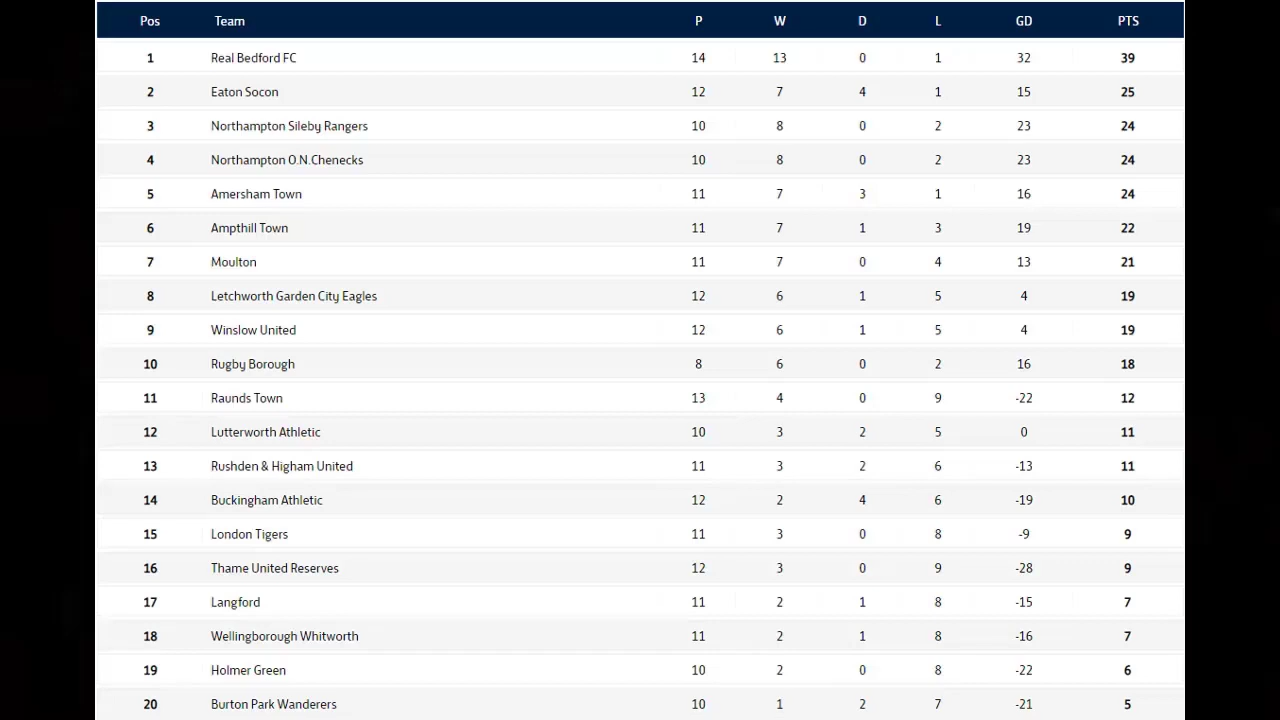 Pos Team P W D L GD PTS
1 Real Bedford FC 14 13 0 1 32 39
2 Eaton Socon 12 7 4 1 15 25
3 Northampton Sileby Rangers 10 8 0 2 23 24
4 Northampton O.N.Chenecks 10 8 0 2 23 24
5 Amersham Town 11 7 3 1 16 24
6 Ampthill Town 11 7 1 3 19 22
7 Moulton 11 7 0 4 13 21
8 Letchworth Garden City Eagles 12 6 1 5 4 19
9 Winslow United 12 6 1 5 4 19
10 Rugby Borough 8 6 0 2 16 18
11 Raunds Town 13 4 0 9 -22 12
12 Lutterworth Athletic 10 3 2 5 0 11
13 Rushden & Higham United 11 3 2 6 -13 11
14 Buckingham Athletic 12 2 4 6 -19 10
15 London Tigers 11 3 0 8 -9 9
16 Thame United Reserves 12 3 0 9 -28 9
17 Langford 11 2 1 8 -15 7
18 Wellingborough Whitworth 11 2 1 8 -16 7
19 Holmer Green 10 2 0 8 -22 6
20 Burton Park Wanderers 10 1 2 7 -21 5